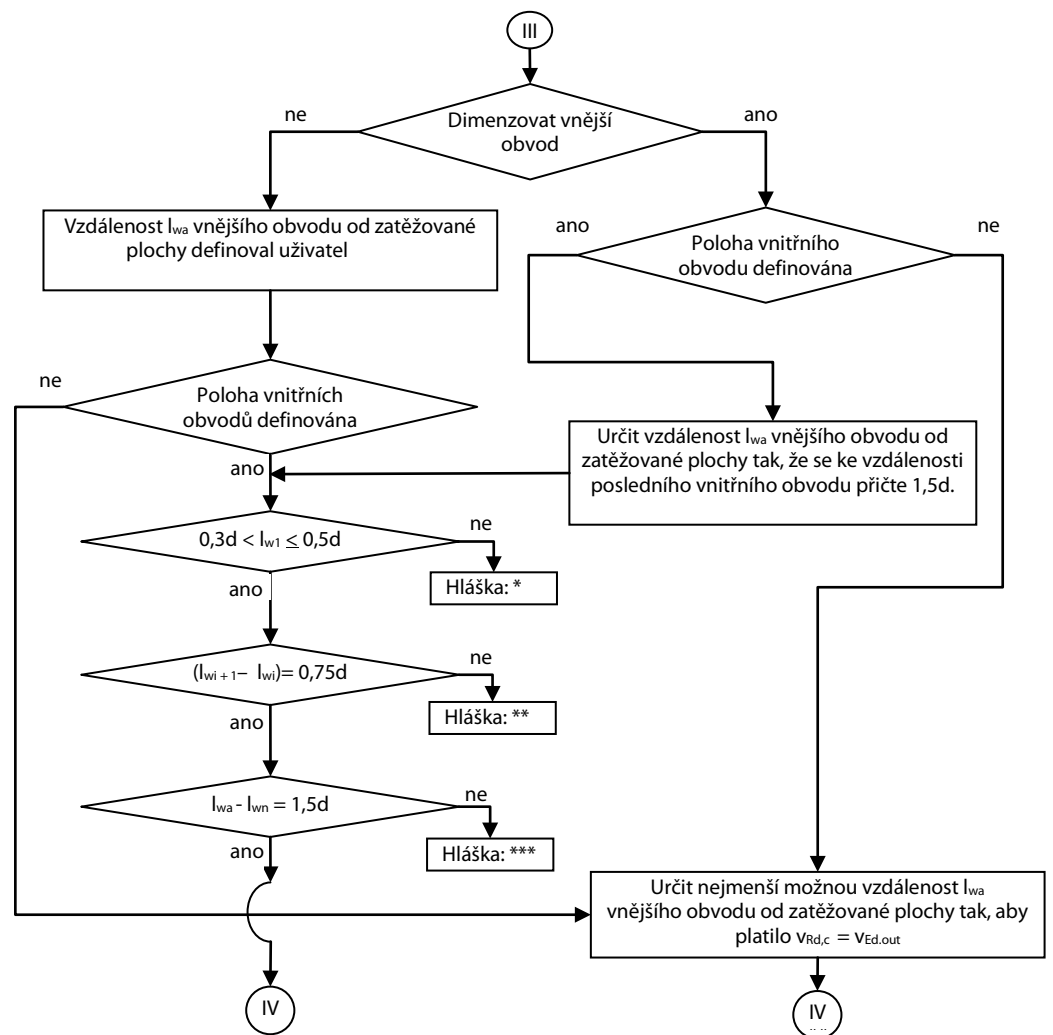 III
Dimenzovat vnější
obvod
ne
ano
Vzdálenost lwa vnějšího obvodu od zatěžované
plochy definoval uživatel
ano
Poloha vnitřního
obvodu definována
ne
ne
Poloha vnitřních
obvodů definována
ano
Určit vzdálenost lwa vnějšího obvodu od
zatěžované plochy tak, že se ke vzdálenosti
posledního vnitřního obvodu přičte 1,5d.
0,3d < lw1 ≤ 0,5d
ne
Hláška: *
ano
(lwi + 1– lwi)= 0,75d
ne
Hláška: **
ano
lwa - lwn = 1,5d
ne
Hláška: ***
ano
Určit nejmenší možnou vzdálenost lwa
vnějšího obvodu od zatěžované plochy tak, aby
platilo vRd,c = vEd.out
IV
IV